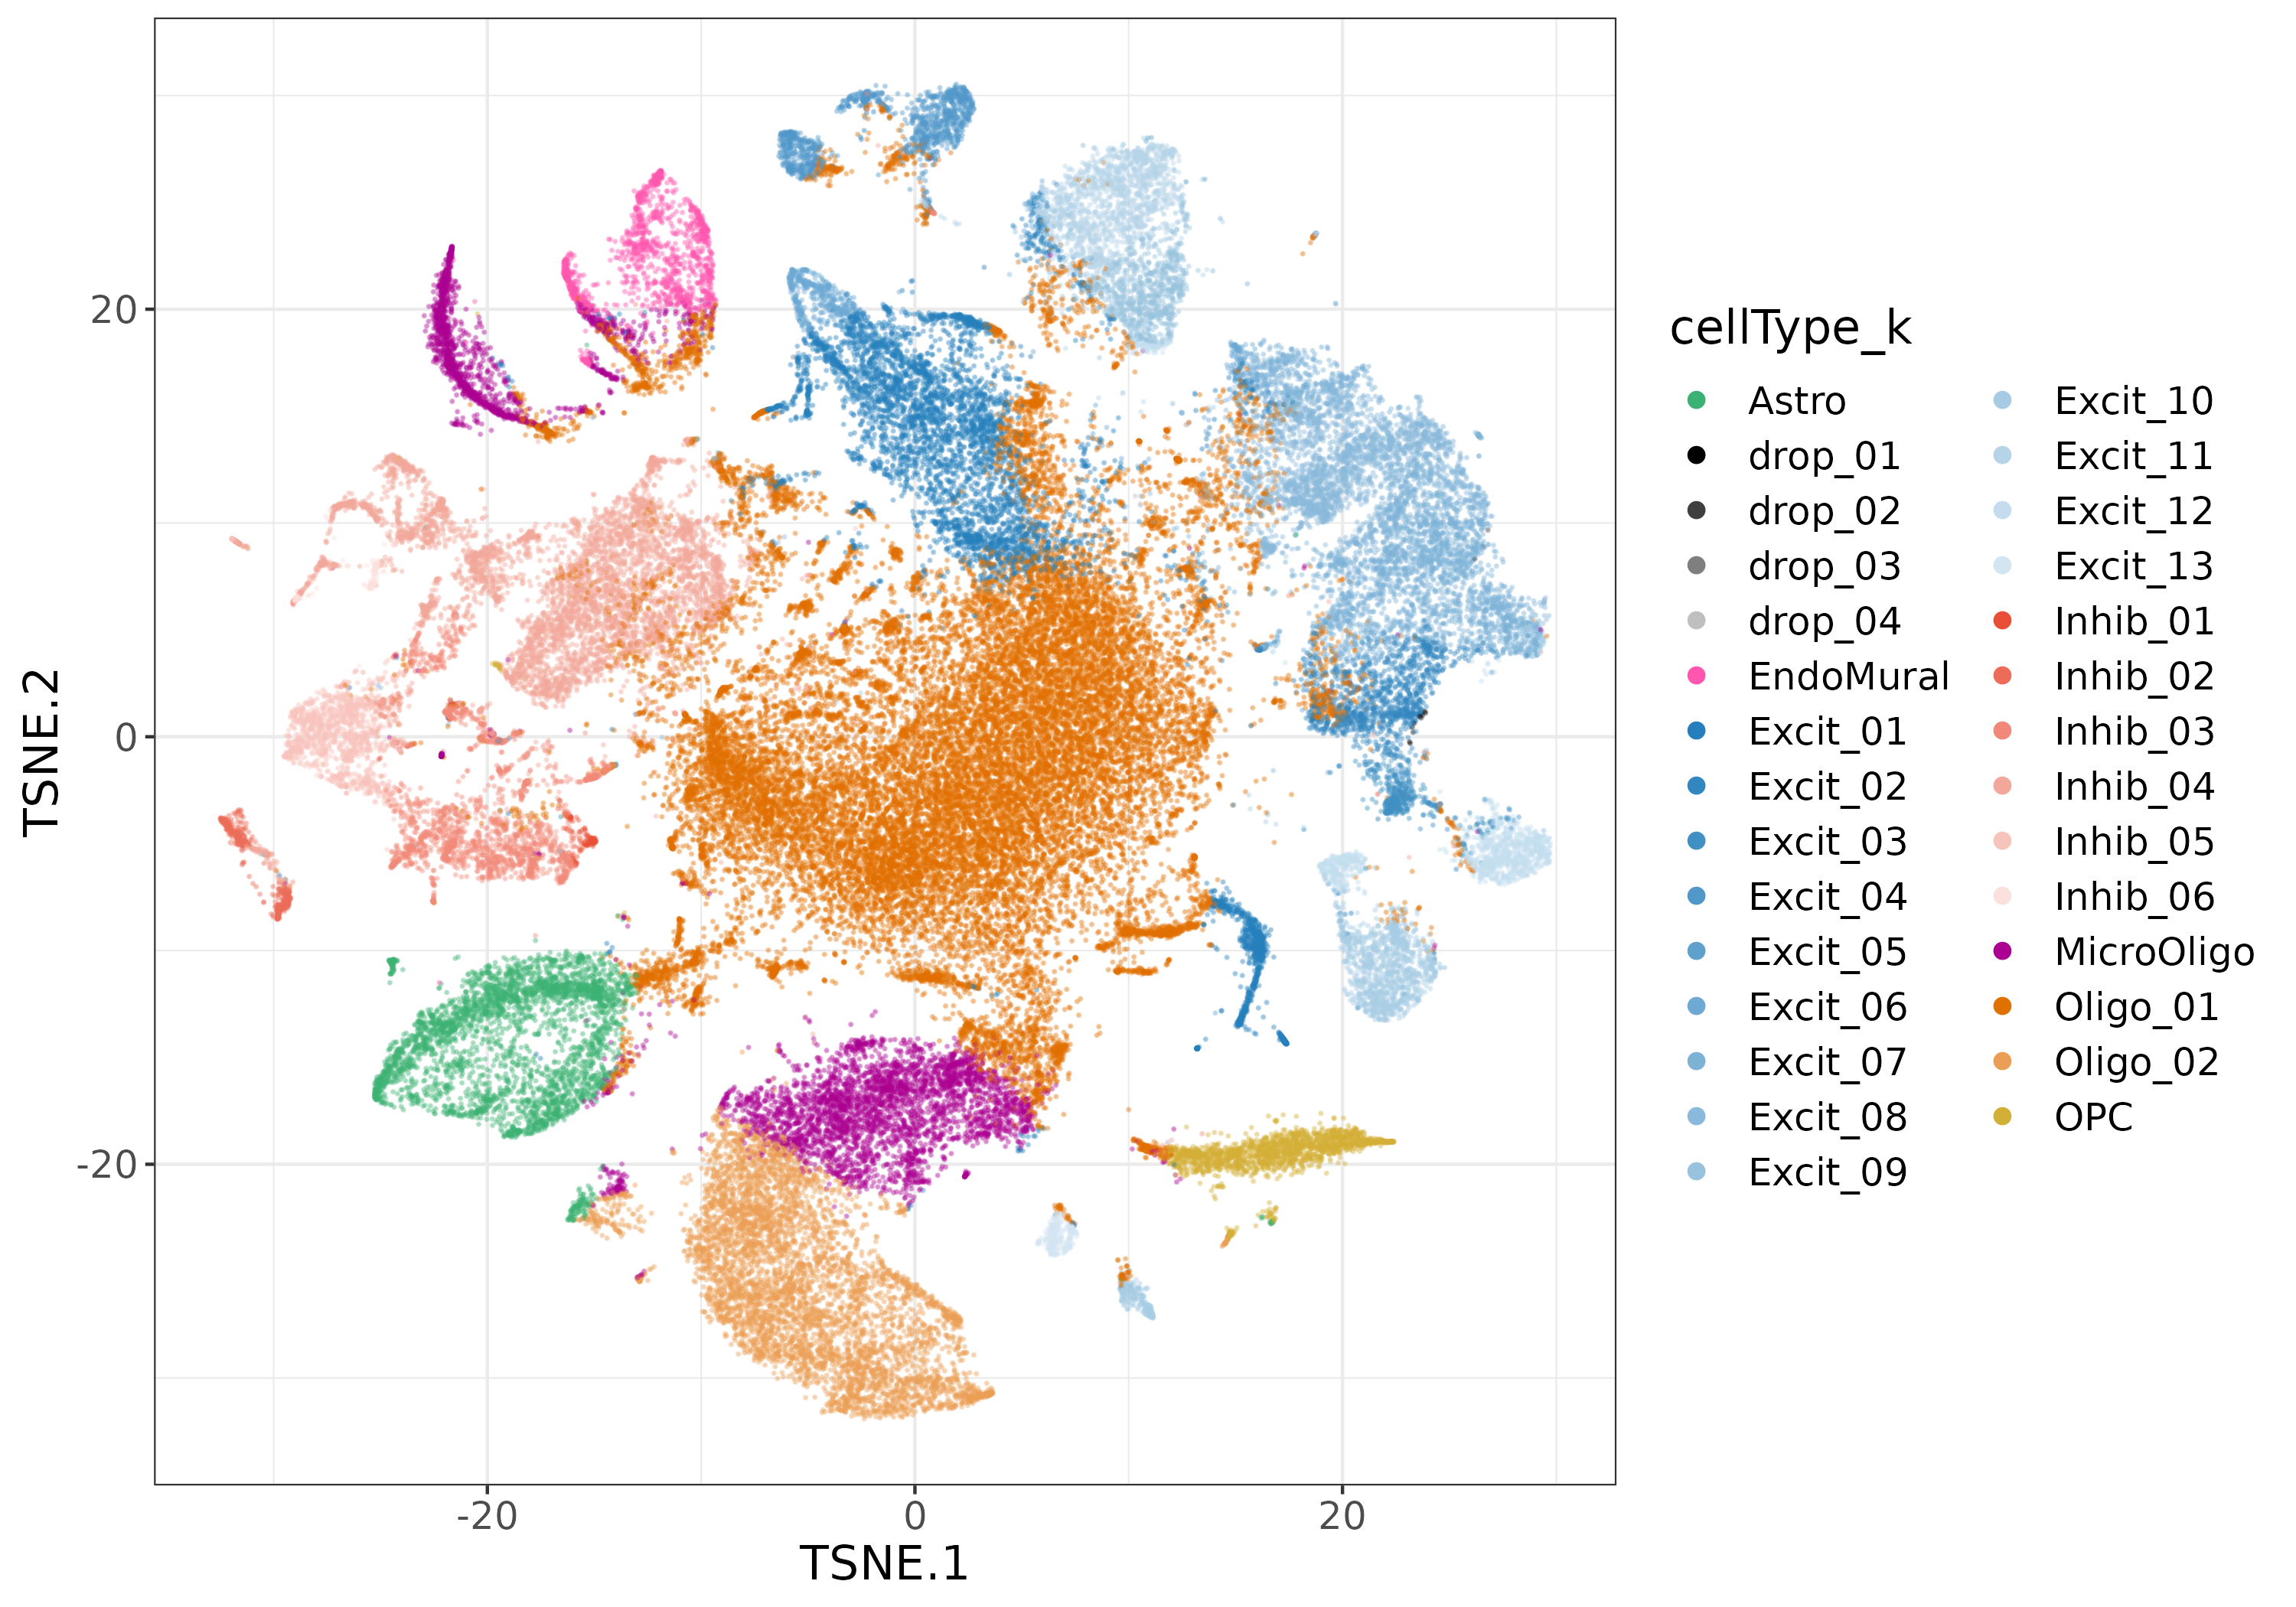 20
0
-20
TSNE.2
-20
0
20
TSNE.1
cellType_k
Astro
drop_01
drop_02
drop_03
drop_04
EndoMural
Excit_01
Excit_02
Excit_03
Excit_04
Excit_05
Excit_06
Excit_07
Excit_08
Excit_09
Excit_10
Excit_11
Excit_12
Excit_13
Inhib_01
Inhib_02
Inhib_03
Inhib_04
Inhib_05
Inhib_06
MicroOligo
Oligo_01
Oligo_02
OPC